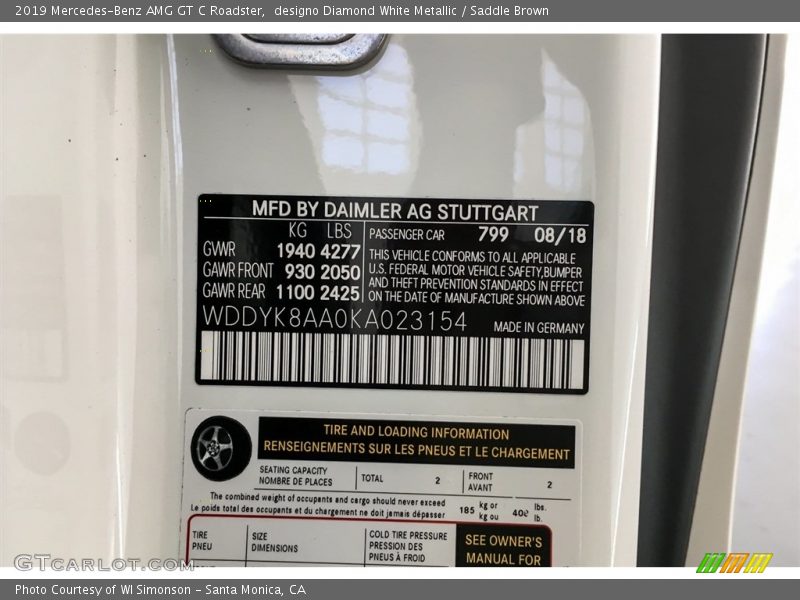 2019 Mercedes-Benz AMG GT C Roadster,  designo Diamond White Metallic / Saddle Brown
MFD BY DAIMLER AG STUTTGART
KG LBS
GWR 1940 4277
GAWR FRONT 930 2050
GAWR REAR 1100 2425
PASSENGER CAR 799 08/18
THIS VEHICLE CONFORMS TO ALL APPLICABLE
U.S. FEDERAL MOTOR VEHICLE SAFETY, BUMPER
AND THEFT PREVENTION STANDARDS IN EFFECT
ON THE DATE OF MANUFACTURE SHOWN ABOVE
WDDYK8AA0KA023154 MADE IN GERMANY
TIRE AND LOADING INFORMATION
RENSEIGNEMENTS SUR LES PNEUS ET LE CHARGEMENT
SEATING CAPACITY
NOMBRE DE PLACES
TOTAL 2
FRONT
AVANT
2
The combined weight of occupants and cargo should never exceed
Le poids total des occupants et du chargement ne doit jamais dépasser
185 kg or
kg ou
408 lbs.
lb.
TIRE
PNEU
SIZE
DIMENSIONS
COLD TIRE PRESSURE
PRESSION DES
PNEUS À FROID
SEE OWNER'S
MANUAL FOR
GTCarLot.com
Photo Courtesy of WI Simonson - Santa Monica, CA